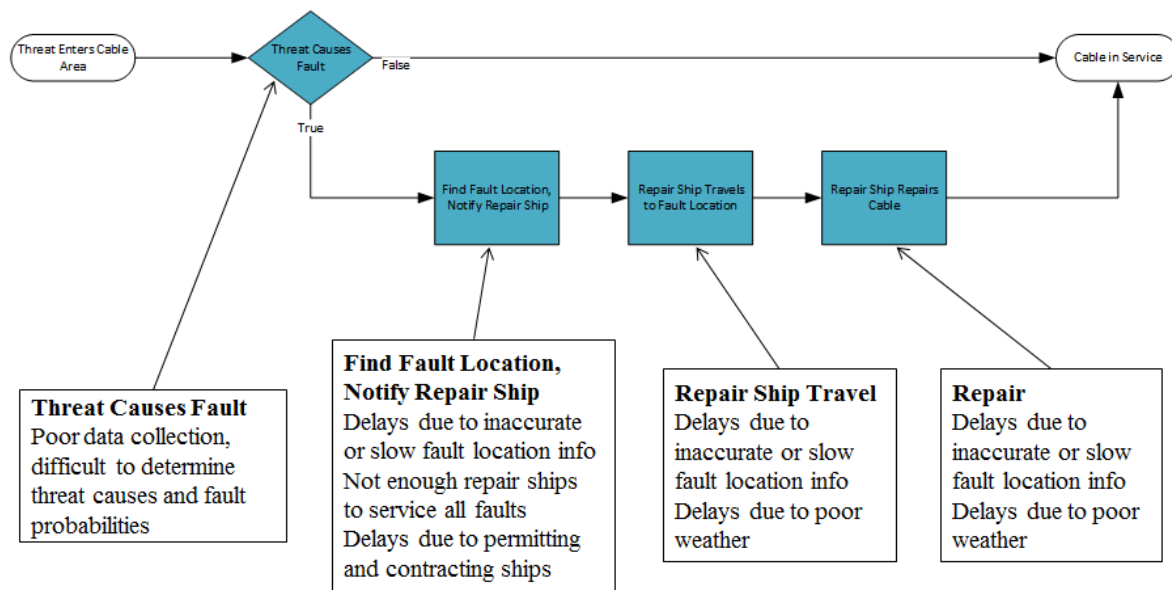 Threat Enters Cable
Area
Threat Causes
Fault
False
Cable in Service
True
Find Fault Location,
Notify Repair Ship
Repair Ship Travels
to Fault Location
Repair Ship Repairs
Cable
Threat Causes Fault
Poor data collection,
difficult to determine
threat causes and fault
probabilities
Find Fault Location,
Notify Repair Ship
Delays due to inaccurate
or slow fault location info
Not enough repair ships
to service all faults
Delays due to permitting
and contracting ships
Repair Ship Travel
Delays due to
inaccurate or slow
fault location info
Delays due to poor
weather
Repair
Delays due to
inaccurate or slow
fault location info
Delays due to poor
weather